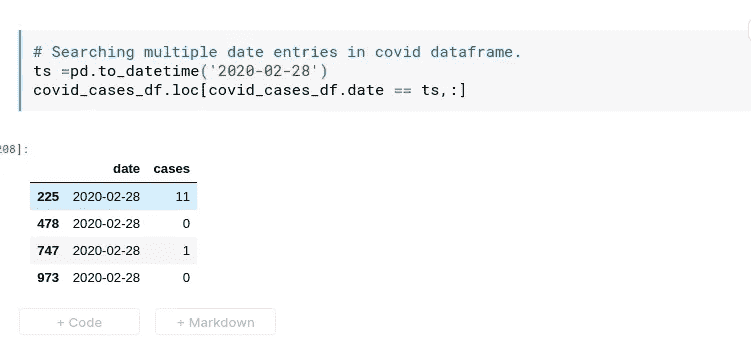 # Searching multiple date entries in covid dataframe.
ts =pd.to_datetime('2020-02-28')
covid_cases_df.loc[covid_cases_df.date == ts,:]
208]:
date cases
225 2020-02-28 11
478 2020-02-28 0
747 2020-02-28 1
973 2020-02-28 0
+ Code + Markdown